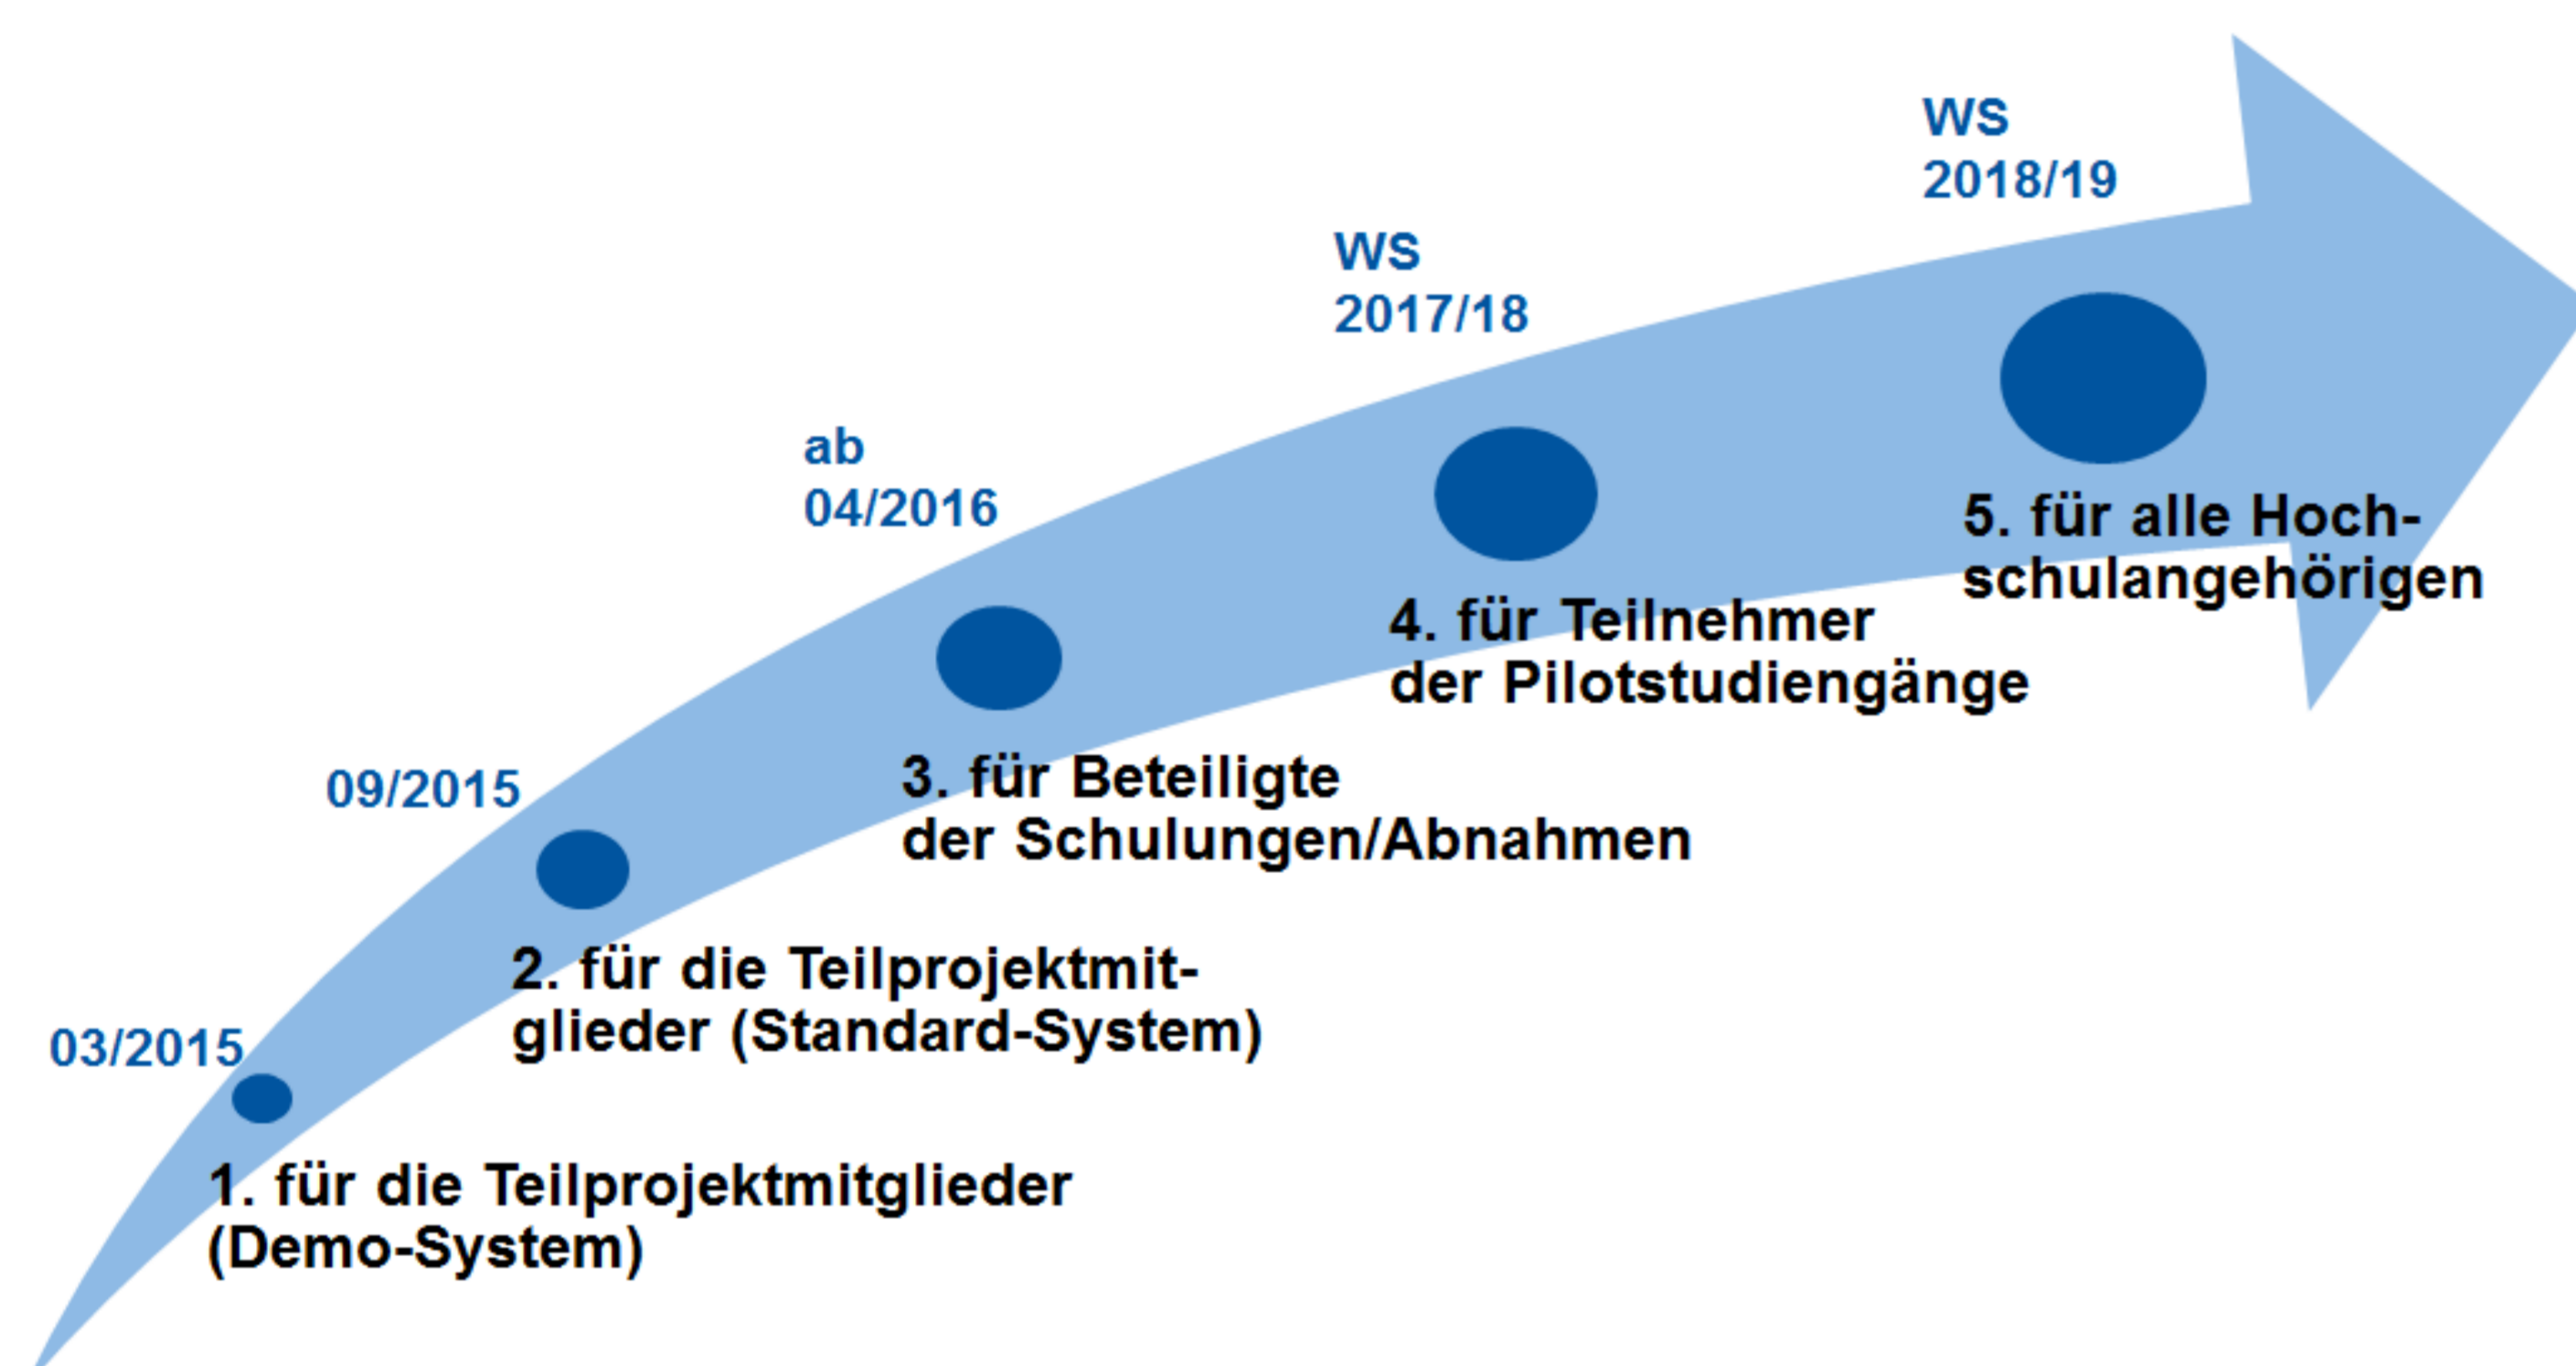 03/2015
1. für die Teilprojektmitglieder
(Demo-System)
09/2015
2. für die Teilprojektmit-
glieder (Standard-System)
ab
04/2016
3. für Beteiligte
der Schulungen/Abnahmen
WS
2017/18
4. für Teilnehmer
der Pilotstudiengänge
WS
2018/19
5. für alle Hoch-
schulangehörigen